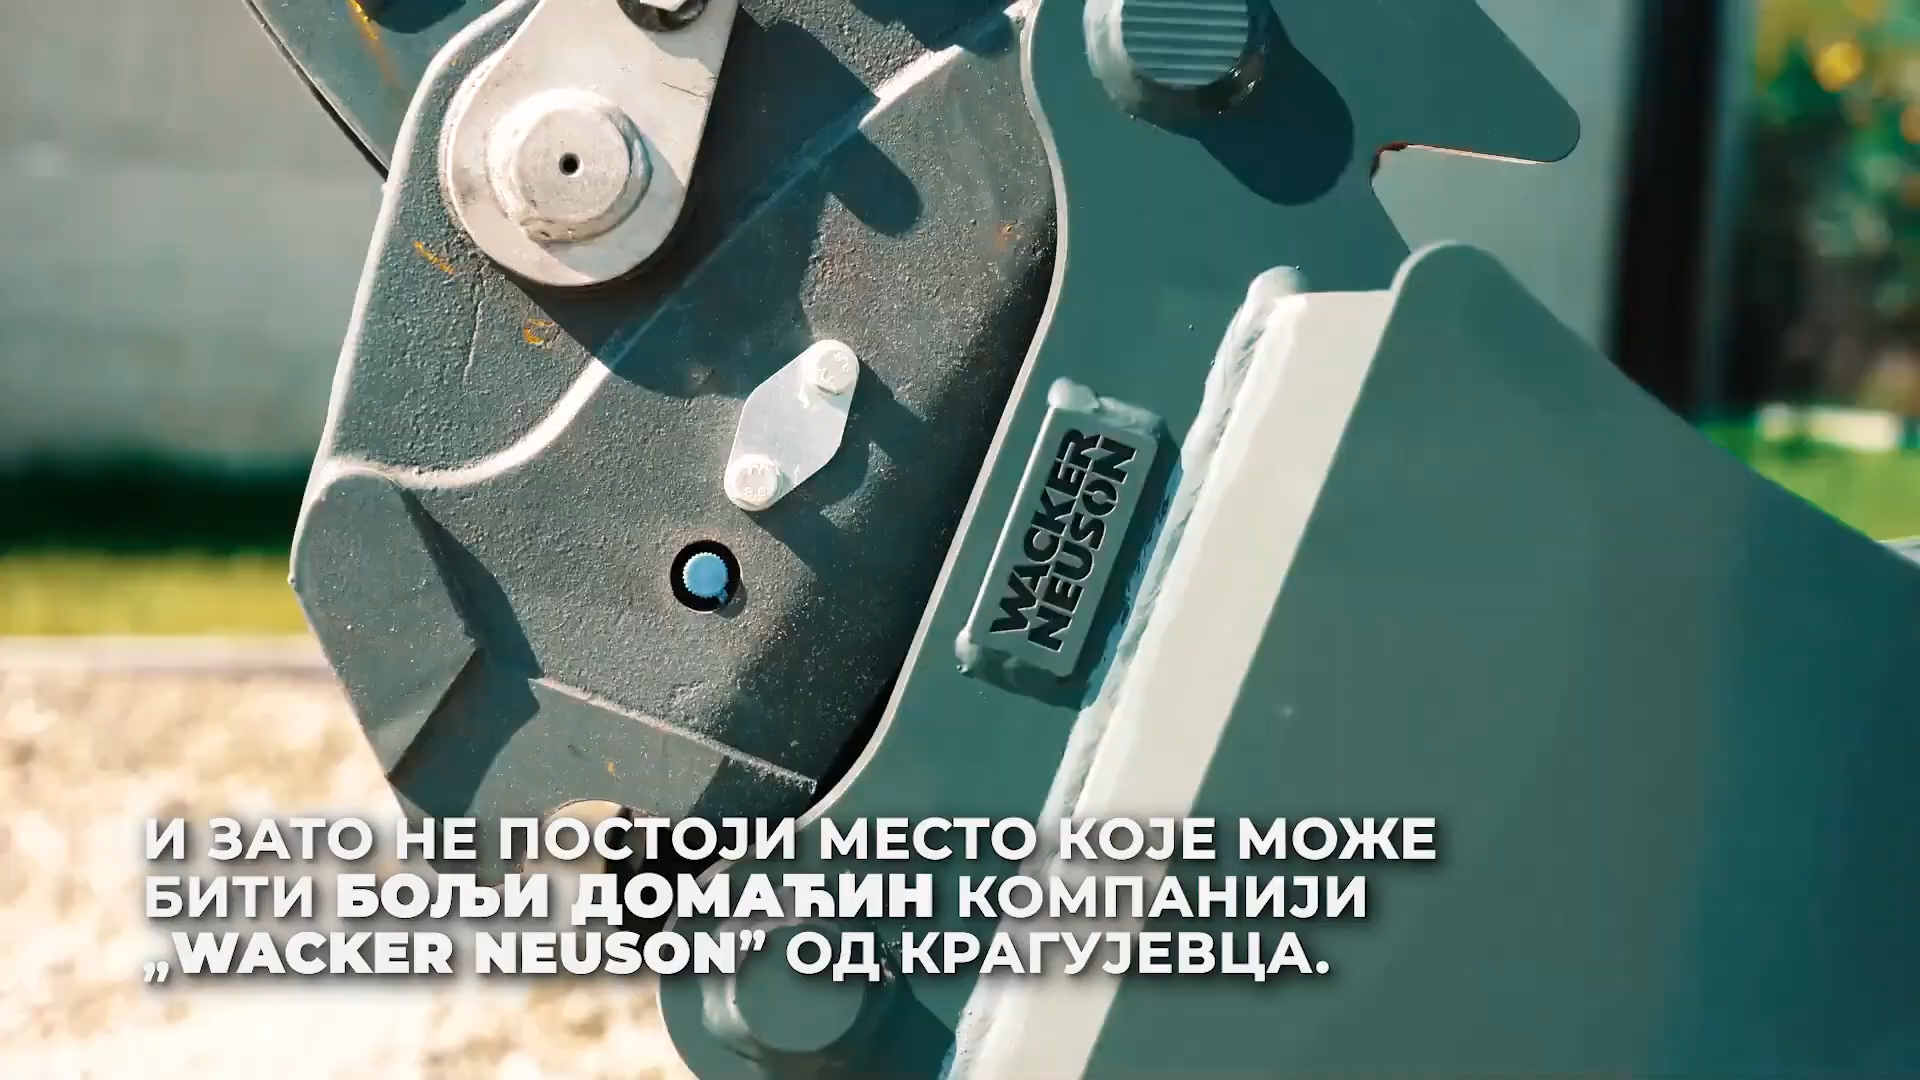 WACKER
NEUSON
И ЗАТО НЕ ПОСТОЈИ МЕСТО КОЈЕ МОЖЕ
БИТИ БОЉИ ДОМАЋИН КОМПАНИЈИ
„WACKER NEUSON” ОД КРАГУЈЕВЦА.